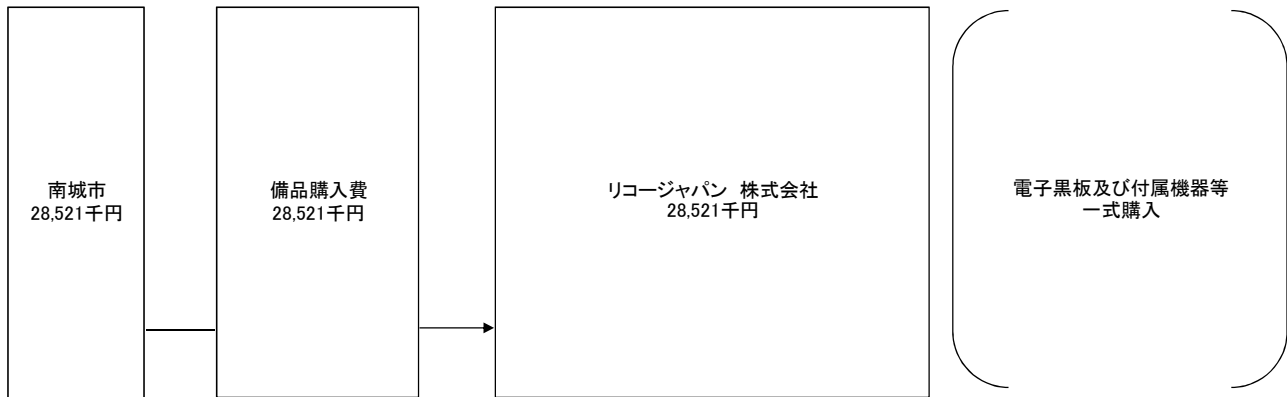 南城市
28,521千円
備品購入費
28,521千円
リコージャパン 株式会社
28,521千円
電子黒板及び付属機器等
一式購入